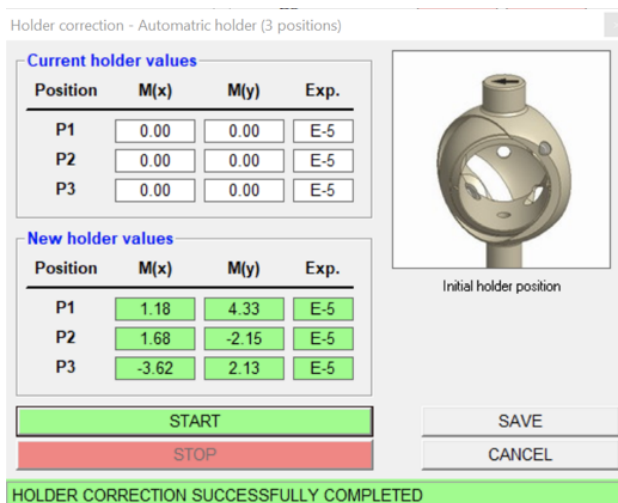 Holder correction - Automatric holder (3 positions)
Current holder values
Position M(x) M(y) Exp.
P1 0.00 0.00 E-5
P2 0.00 0.00 E-5
P3 0.00 0.00 E-5
New holder values
Position M(x) M(y) Exp.
P1 1.18 4.33 E-5
P2 1.68 -2.15 E-5
P3 -3.62 2.13 E-5
Initial holder position
START SAVE
STOP CANCEL
HOLDER CORRECTION SUCCESSFULLY COMPLETED